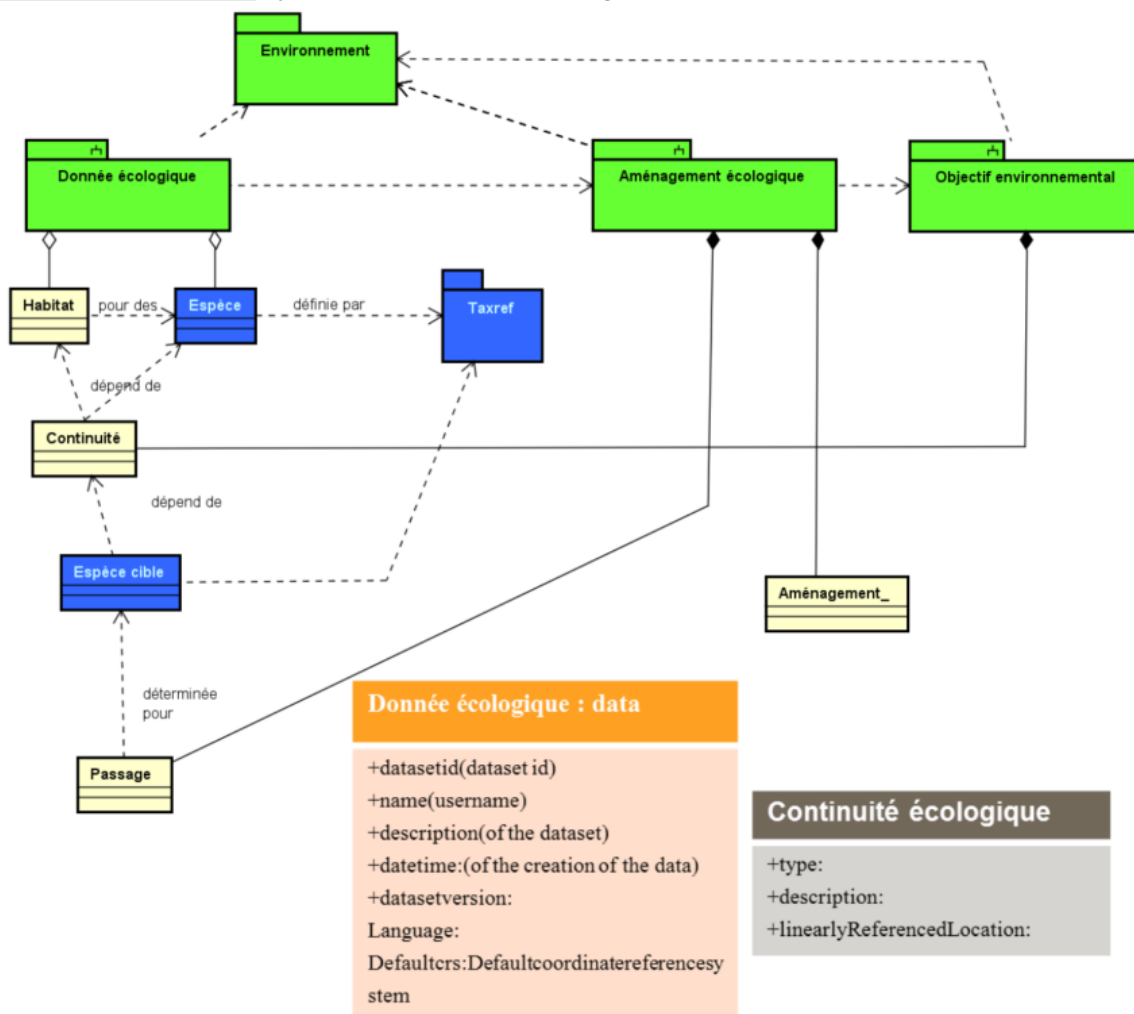 Environnement
Donnée écologique
Aménagement écologique
Objectif environnemental
Habitat
pour des
Espèce
définie par
Taxref
dépend de
Continuité
dépend de
Espèce cible
Aménagement_
déterminée
pour
Passage
Donnée écologique : data
+datasetid(dataset id)
+name(username)
+description(of the dataset)
+datetime:(of the creation of the data)
+datasetversion:
Language:
Defaultcrs:Defaultcoordinatereferencesy
stem
Continuité écologique
+type:
+description:
+linearlyReferencedLocation: